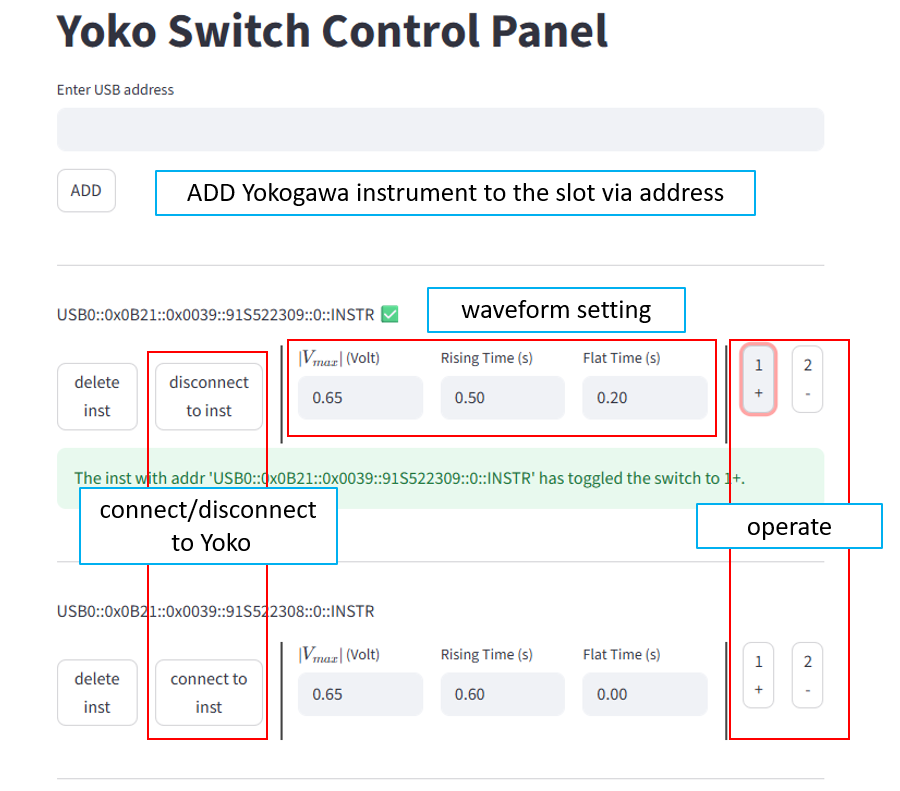 Yoko Switch Control Panel
Enter USB address
ADD
ADD Yokogawa instrument to the slot via address
USB0::0x0B21::0x0039::91S522309::0::INSTR ✅
waveform setting
delete
inst
disconnect
to inst
|Vmax| (Volt)
0.65
Rising Time (s)
0.50
Flat Time (s)
0.20
1
+
2
-
The inst with addr 'USB0::0x0B21::0x0039::91S522309::0::INSTR' has toggled the switch to 1+.
connect/disconnect
to Yoko
operate
USB0::0x0B21::0x0039::91S522308::0::INSTR
delete
inst
connect to
inst
|Vmax| (Volt)
0.65
Rising Time (s)
0.60
Flat Time (s)
0.00
1
+
2
-